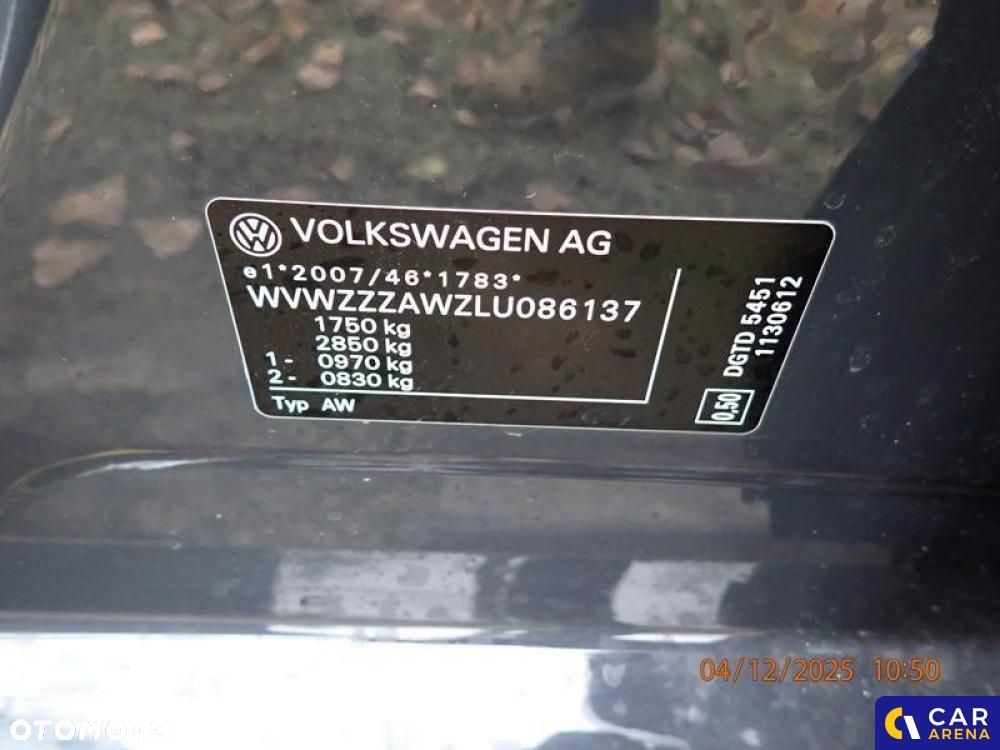 VOLKSWAGEN AG
e1*2007/46*1783*
WVWZZZAWZLU086137
1750 kg
2850 kg
1- 0970 kg
2- 0830 kg
Typ AW
DGTD 5451
1130612
0,50
04/12/2025 10:50
OTOMOTO
CAR
ARENA